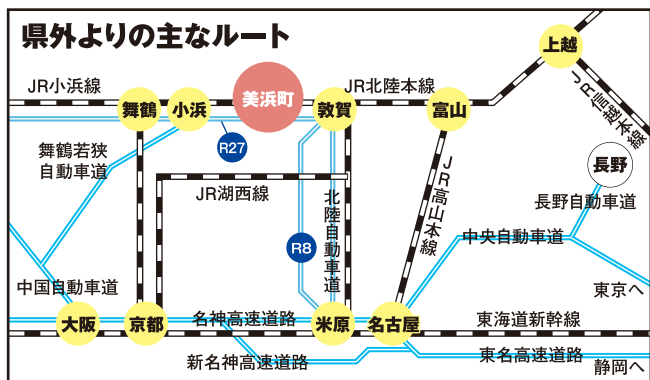 県外よりの主なルート
上越
JR小浜線
美浜町
JR北陸本線
舞鶴
小浜
敦賀
富山
JR信越本線
R27
舞鶴若狭
自動車道
長野
JR湖西線
北陸自動車道
JR高山本線
長野自動車道
R8
中央自動車道
中国自動車道
東京へ
大阪
京都
名神高速道路
米原
名古屋
東海道新幹線
新名神高速道路
東名高速道路
静岡へ